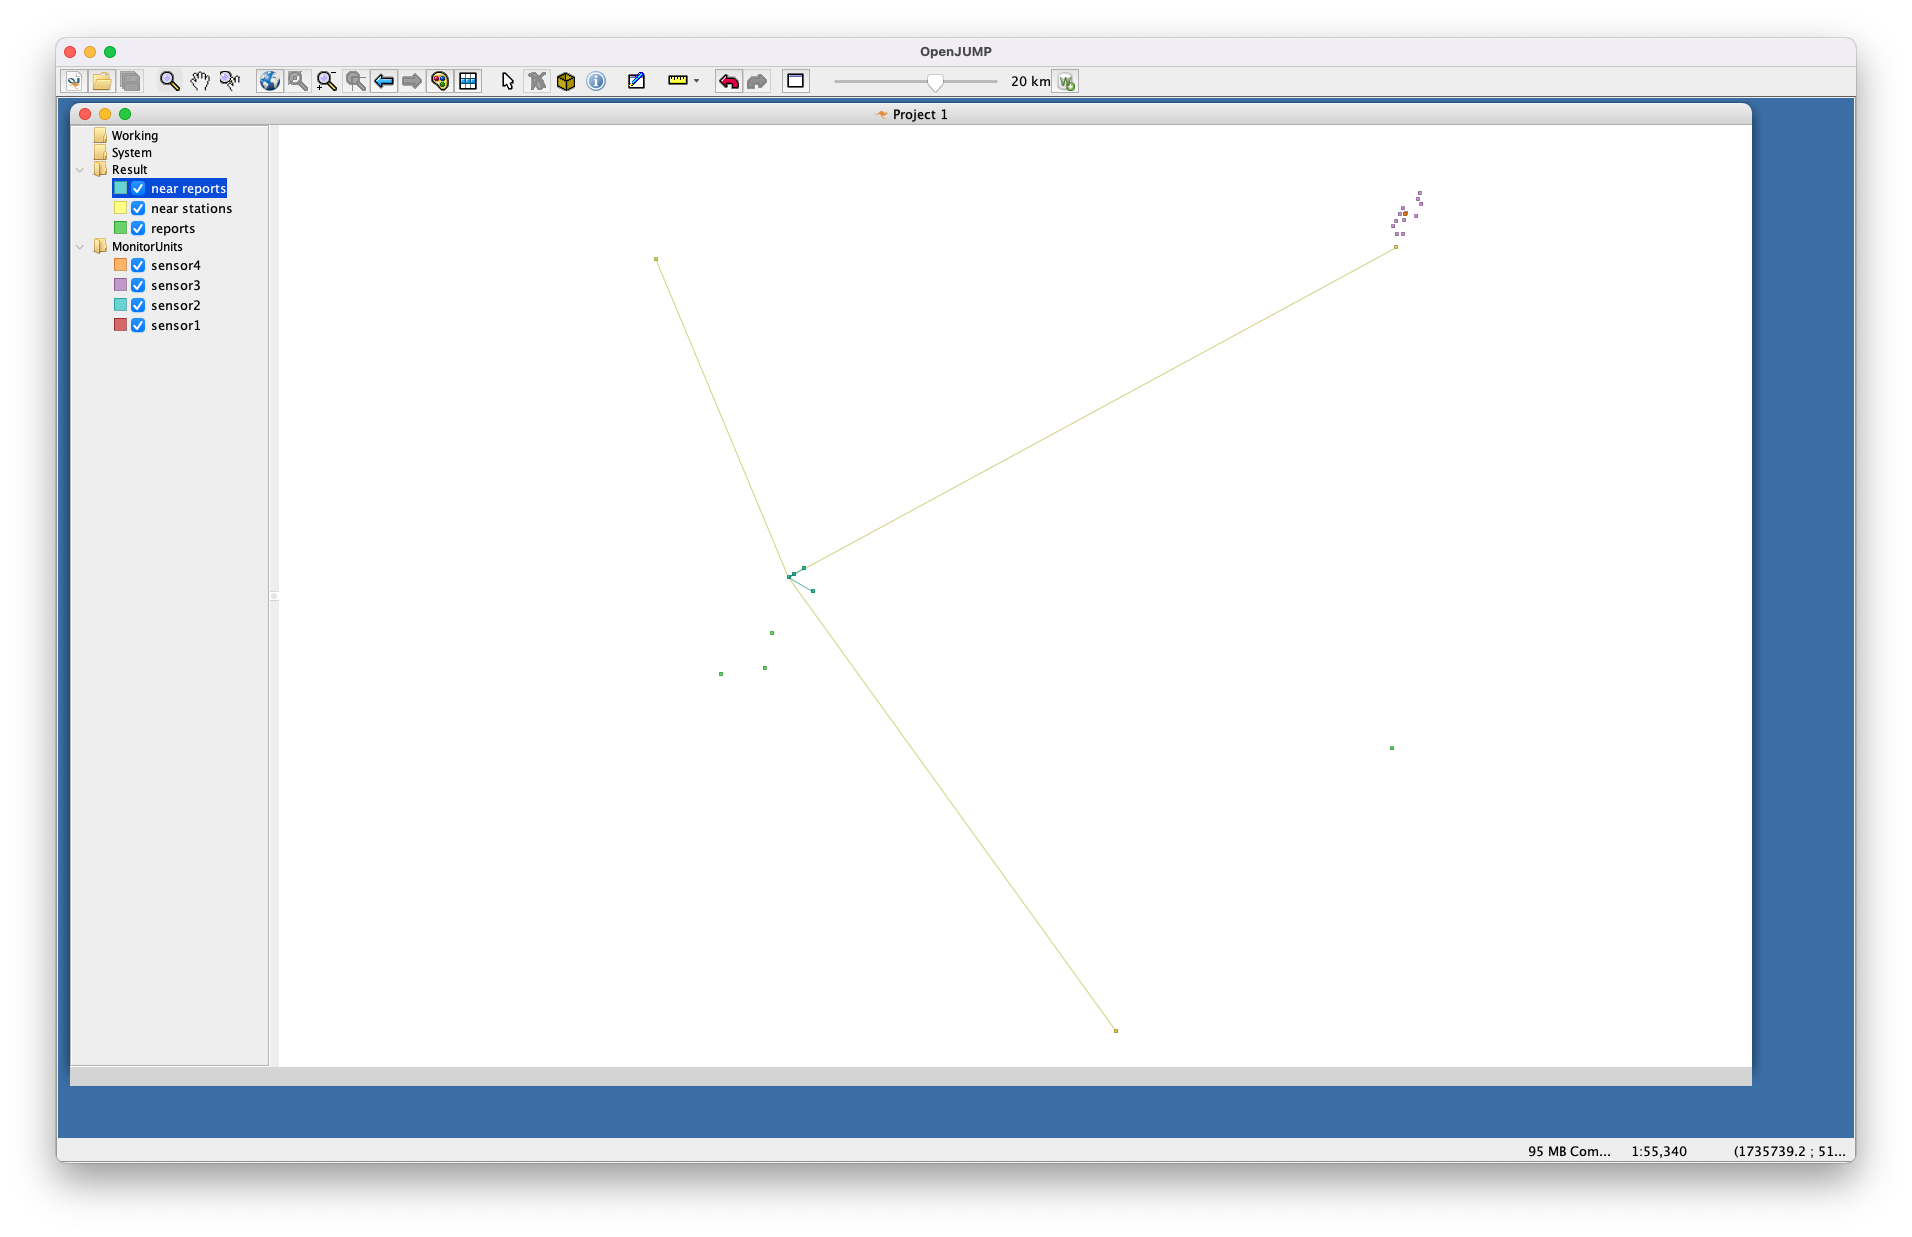 OpenJUMP
20 km
Project 1
Working
System
Result
near reports
near stations
reports
MonitorUnits
sensor4
sensor3
sensor2
sensor1
95 MB Com... 1:55,340 (1735739.2 ; 51...